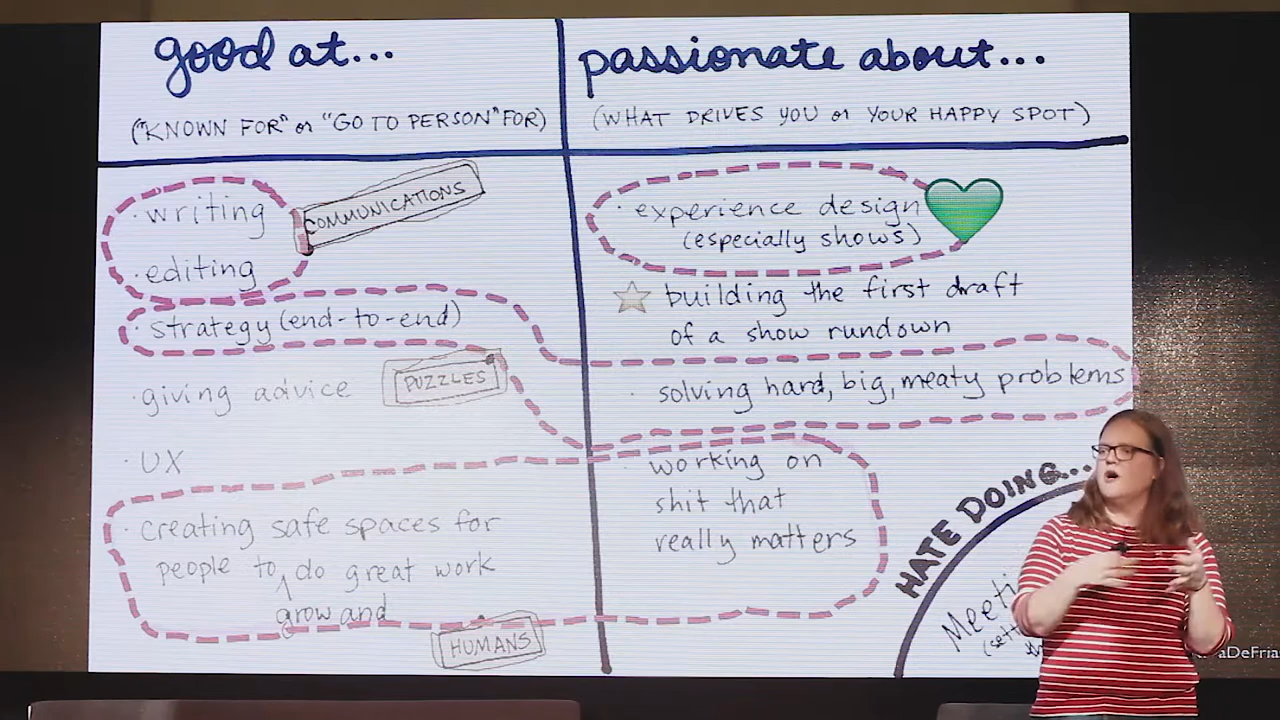 good at...
("KNOWN FOR" or "GO TO PERSON" FOR)
passionate about...
(WHAT DRIVES YOU or YOUR HAPPY SPOT)
· writing
· editing
COMMUNICATIONS
· strategy (end-to-end)
· giving advice
PUZZLES
· UX
· creating safe spaces for
people to ^ do great work
grow and
HUMANS
· experience design
(especially shows)
building the first draft
of a show rundown
· solving hard, big, meaty problems
· working on
shit that
really matters
HATE DOING...